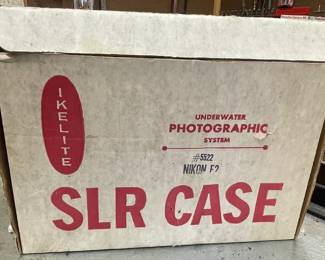 IKELITE
UNDERWATER
PHOTOGRAPHIC
SYSTEM
#5522
NIKON F2
SLR CASE